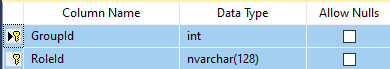 Column Name Data Type Allow Nulls
GroupId int
RoleId nvarchar(128)